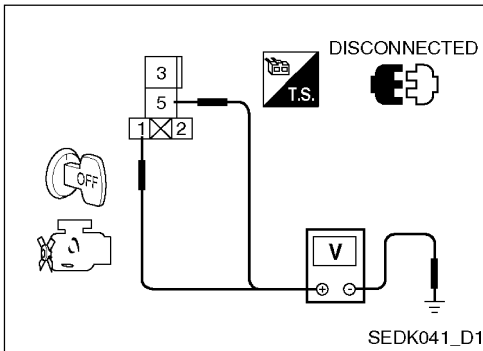 DISCONNECTED
3
5
1 2
T.S.
OFF
V
+ -
SEDK041_D1